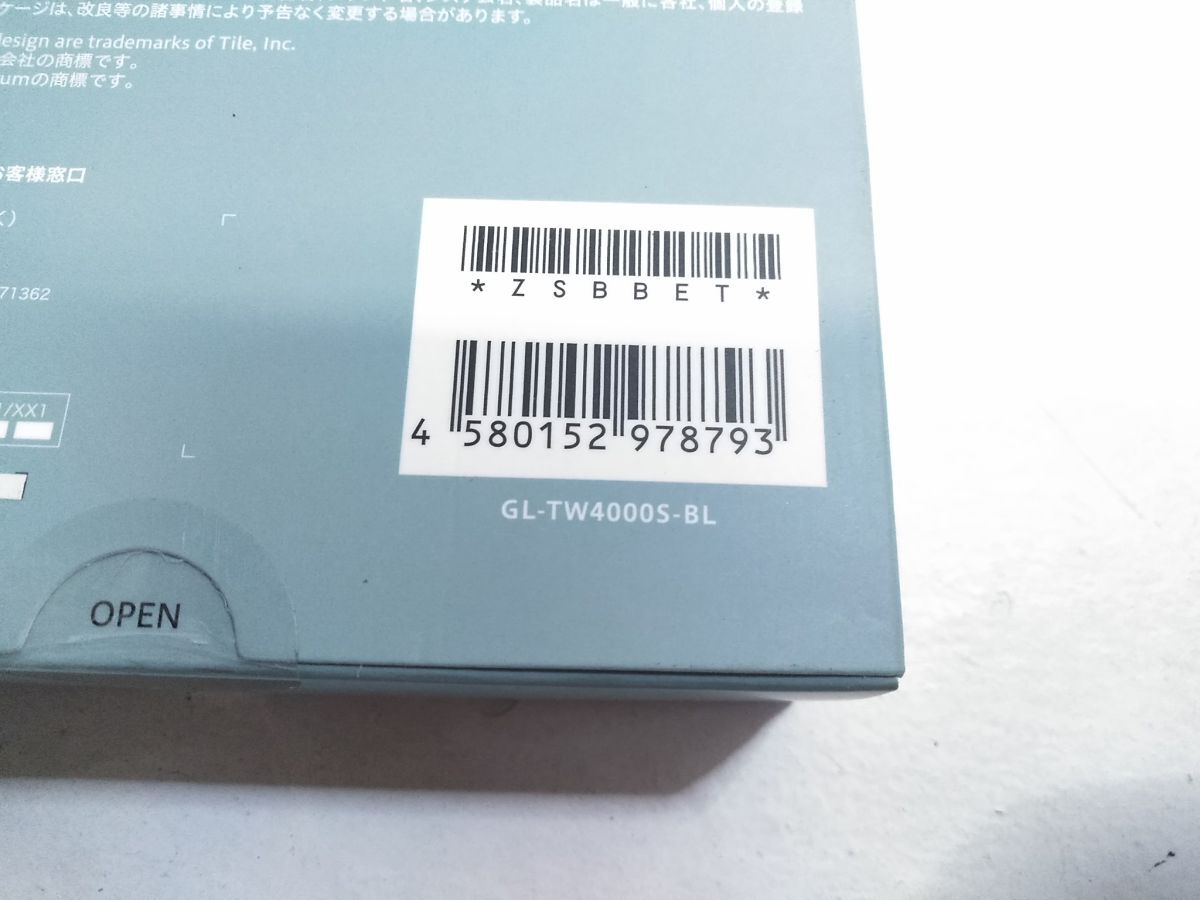 ケージは、改良等の諸事情により予告なく変更する場合があります。
design are trademarks of Tile, Inc.
会社の商標です。
umの商標です。
お客様窓口
く)
71362
/XX1
*ZSBBET*
4 580152 978793
GL-TW4000S-BL
OPEN